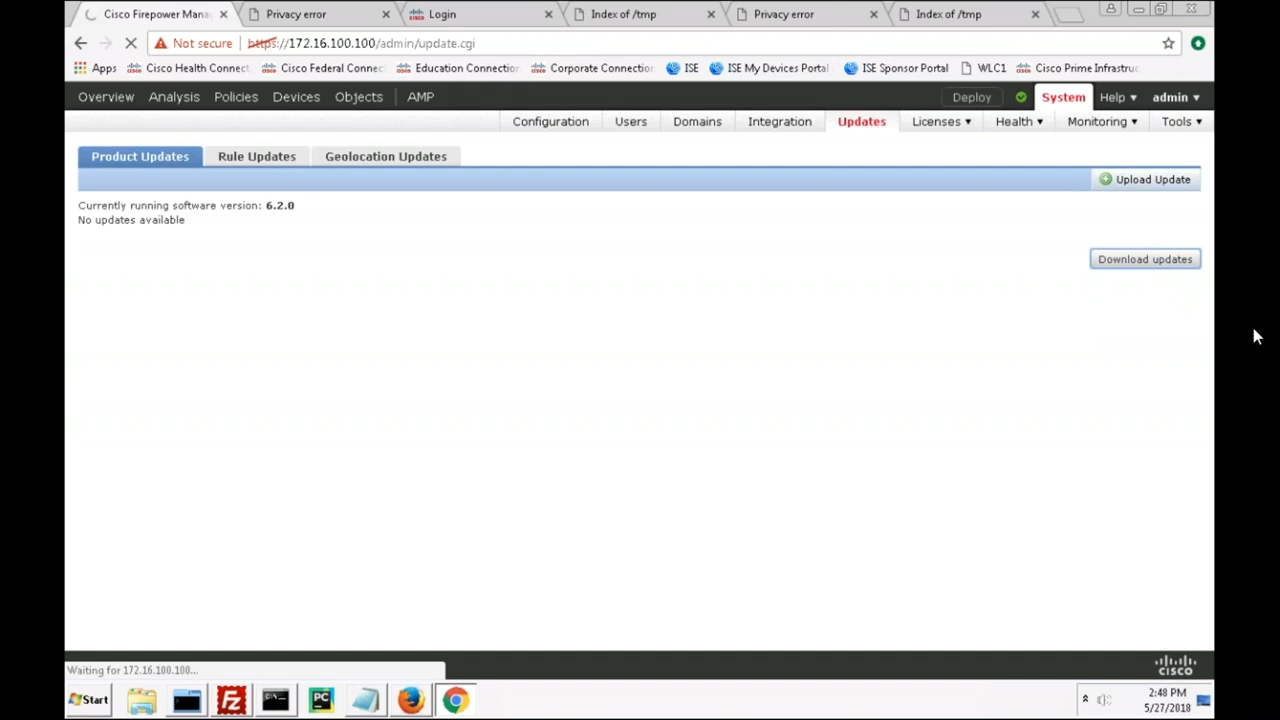 Cisco Firepower Mana
Privacy error
Login
Index of /tmp
Privacy error
Index of /tmp
Not secure
https://172.16.100.100/admin/update.cgi
Apps
Cisco Health Connect
Cisco Federal Connec
Education Connection
Corporate Connection
ISE
ISE My Devices Portal
ISE Sponsor Portal
WLC1
Cisco Prime Infrastruc
Overview
Analysis
Policies
Devices
Objects
AMP
Deploy
System
Help
admin
Configuration
Users
Domains
Integration
Updates
Licenses
Health
Monitoring
Tools
Product Updates
Rule Updates
Geolocation Updates
Upload Update
Currently running software version: 6.2.0
No updates available
Download updates
Waiting for 172.16.100.100...
CISCO
Start
Fz
PC
2:48 PM
5/27/2018